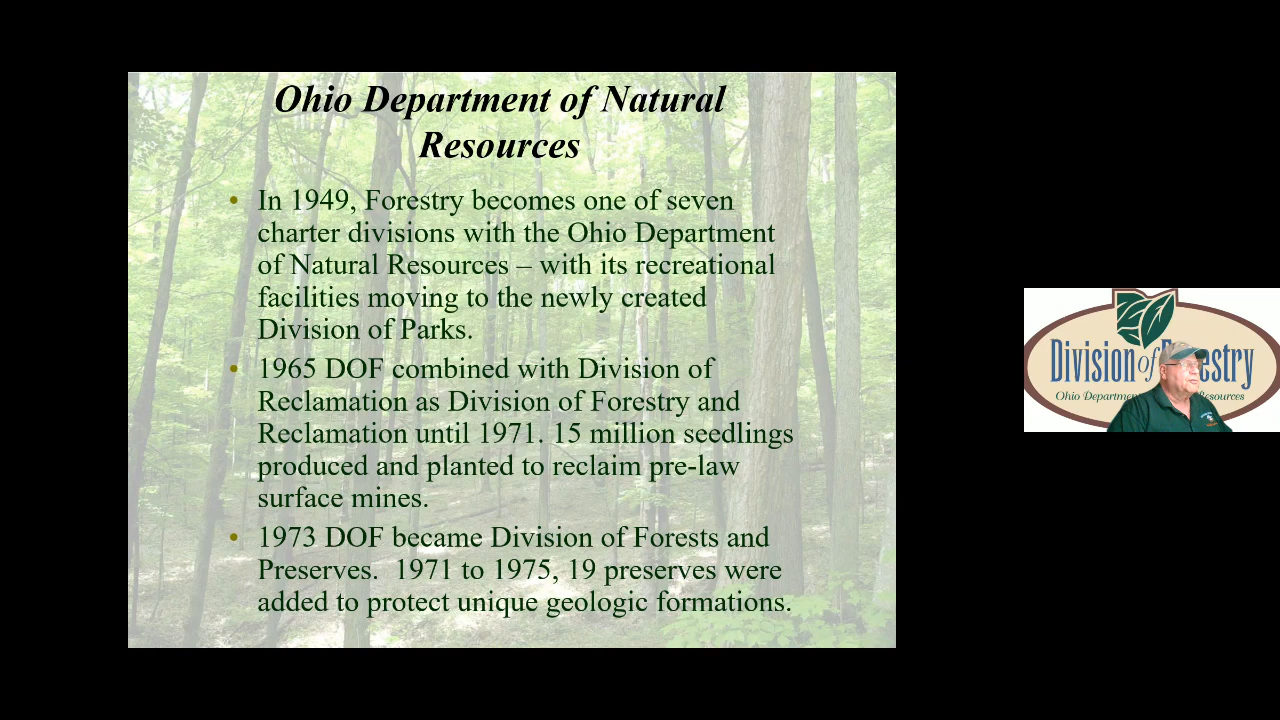 Ohio Department of Natural
Resources
• In 1949, Forestry becomes one of seven
charter divisions with the Ohio Department
of Natural Resources – with its recreational
facilities moving to the newly created
Division of Parks.
• 1965 DOF combined with Division of
Reclamation as Division of Forestry and
Reclamation until 1971. 15 million seedlings
produced and planted to reclaim pre-law
surface mines.
• 1973 DOF became Division of Forests and
Preserves.  1971 to 1975, 19 preserves were
added to protect unique geologic formations.
Division of F estry
Ohio Departmen Resources